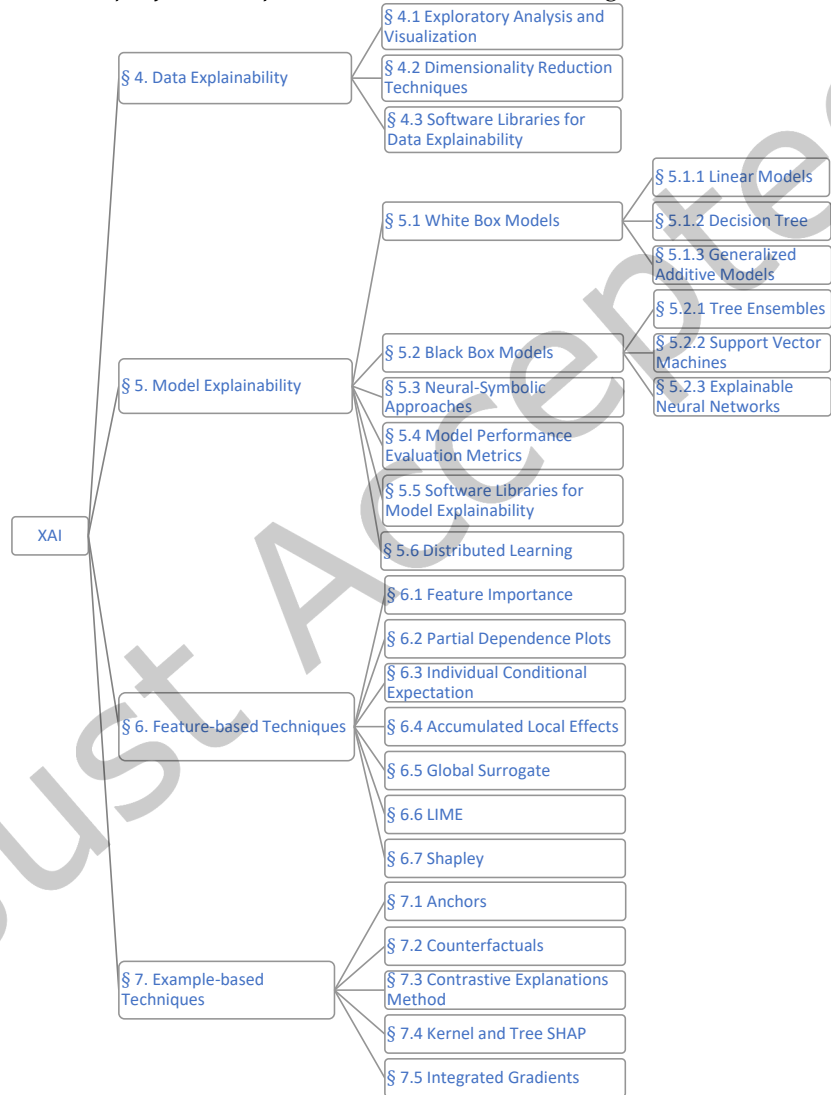 § 4.1 Exploratory Analysis and
Visualization
§ 4. Data Explainability
§ 4.2 Dimensionality Reduction
Techniques
§ 4.3 Software Libraries for
Data Explainability
§ 5.1.1 Linear Models
§ 5.1 White Box Models
§ 5.1.2 Decision Tree
§ 5.1.3 Generalized
Additive Models
§ 5.2.1 Tree Ensembles
§ 5.2 Black Box Models
§ 5.2.2 Support Vector
Machines
§ 5. Model Explainability
§ 5.3 Neural-Symbolic
Approaches
§ 5.2.3 Explainable
Neural Networks
§ 5.4 Model Performance
Evaluation Metrics
§ 5.5 Software Libraries for
Model Explainability
XAI
§ 5.6 Distributed Learning
§ 6.1 Feature Importance
§ 6.2 Partial Dependence Plots
§ 6.3 Individual Conditional
Expectation
§ 6. Feature-based Techniques
§ 6.4 Accumulated Local Effects
§ 6.5 Global Surrogate
§ 6.6 LIME
§ 6.7 Shapley
§ 7.1 Anchors
§ 7.2 Counterfactuals
§ 7. Example-based
Techniques
§ 7.3 Contrastive Explanations
Method
§ 7.4 Kernel and Tree SHAP
§ 7.5 Integrated Gradients
Just Accepted